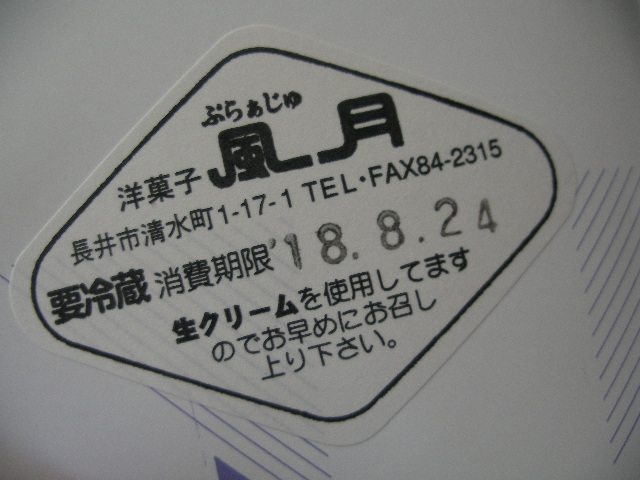 ぷらぁじゅ
洋菓子 風月
長井市清水町1-17-1 TEL・FAX84-2315
要冷蔵 消費期限 '18.8.24
生クリームを使用してます
のでお早めにお召し
上り下さい。